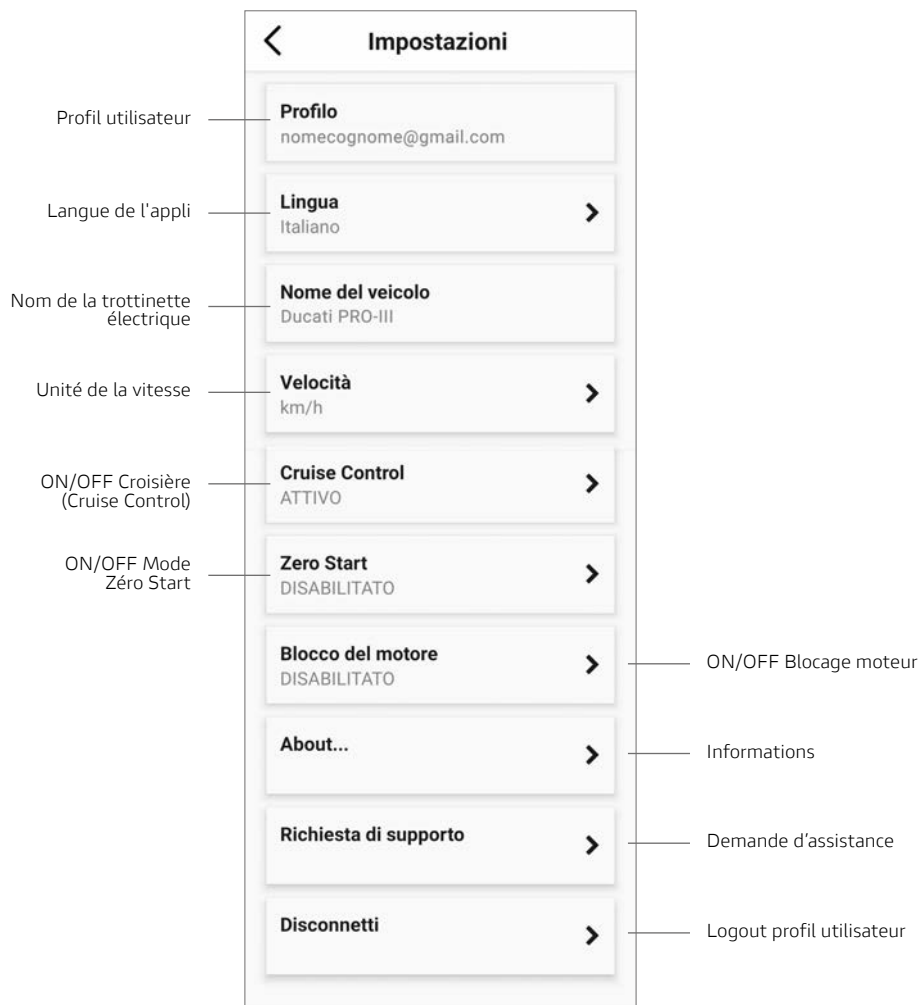 Impostazioni
Profil utilisateur
Profilo
nomecognome@gmail.com
Langue de l'appli
Lingua
Italiano
Nom de la trottinette
électrique
Nome del veicolo
Ducati PRO-III
Unité de la vitesse
Velocità
km/h
ON/OFF Croisière
(Cruise Control)
Cruise Control
ATTIVO
ON/OFF Mode
Zéro Start
Zero Start
DISABILITATO
Blocco del motore
DISABILITATO
ON/OFF Blocage moteur
About...
Informations
Richiesta di supporto
Demande d’assistance
Disconnetti
Logout profil utilisateur